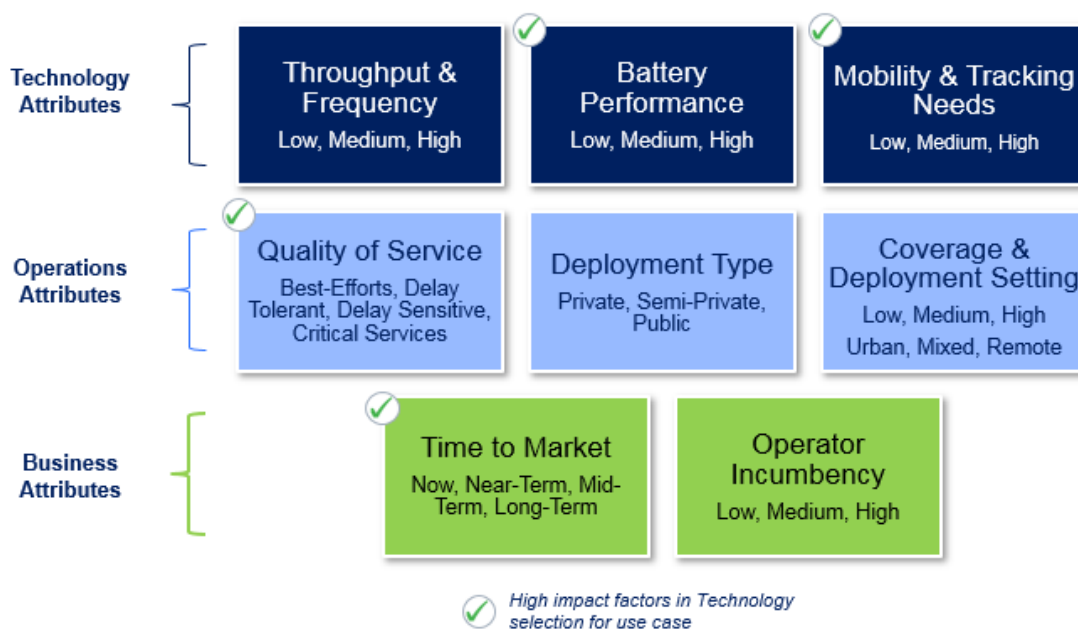 Technology
Attributes
Throughput &
Frequency
Low, Medium, High
Battery
Performance
Low, Medium, High
Mobility & Tracking
Needs
Low, Medium, High
Operations
Attributes
Quality of Service
Best-Efforts, Delay
Tolerant, Delay Sensitive,
Critical Services
Deployment Type
Private, Semi-Private,
Public
Coverage &
Deployment Setting
Low, Medium, High
Urban, Mixed, Remote
Business
Attributes
Time to Market
Now, Near-Term, Mid-
Term, Long-Term
Operator
Incumbency
Low, Medium, High
High impact factors in Technology
selection for use case